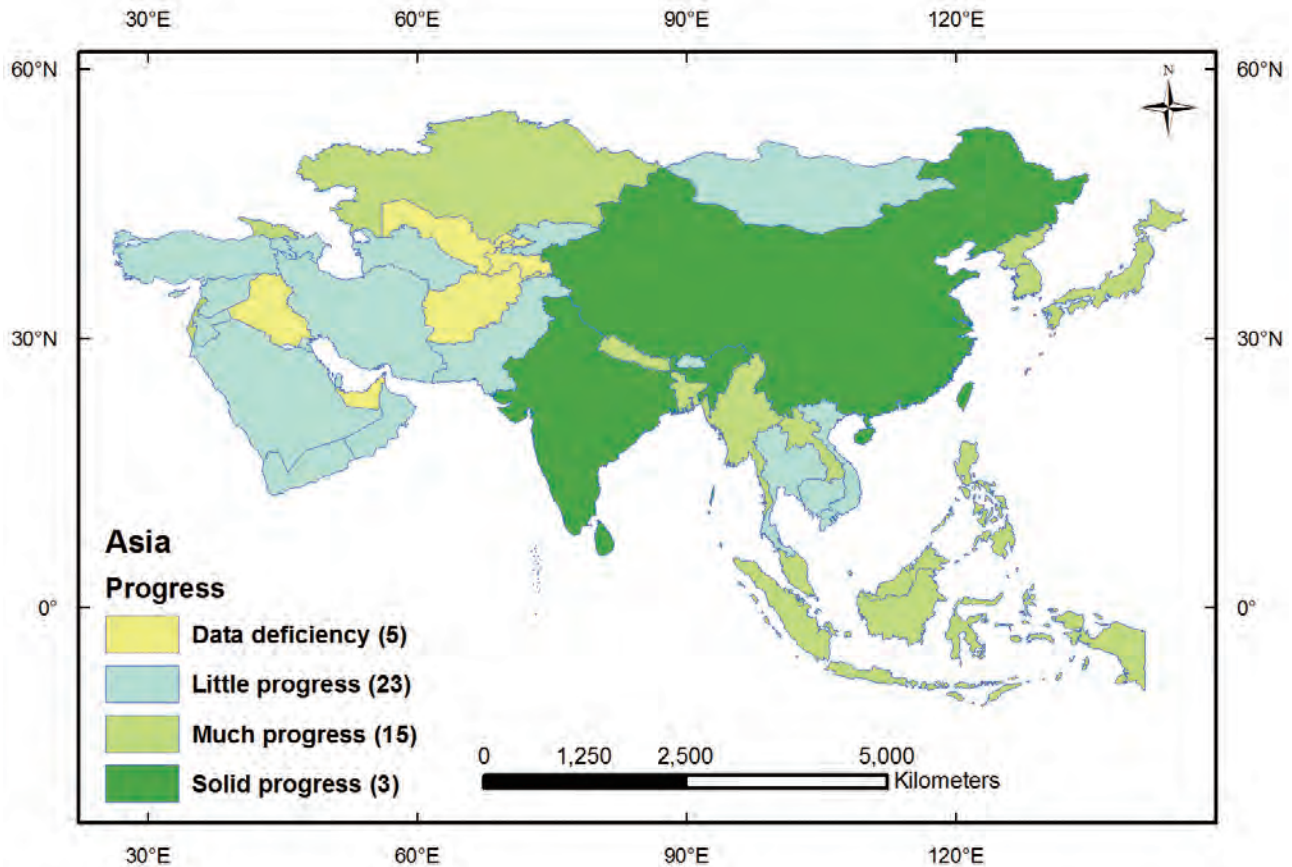 30°E 60°E 90°E 120°E
60°N 60°N
N
30°N 30°N
Asia
Progress
0° 0°
Data deficiency (5)
Little progress (23)
Much progress (15)
Solid progress (3)
0 1,250 2,500 5,000
Kilometers
30°E 60°E 90°E 120°E